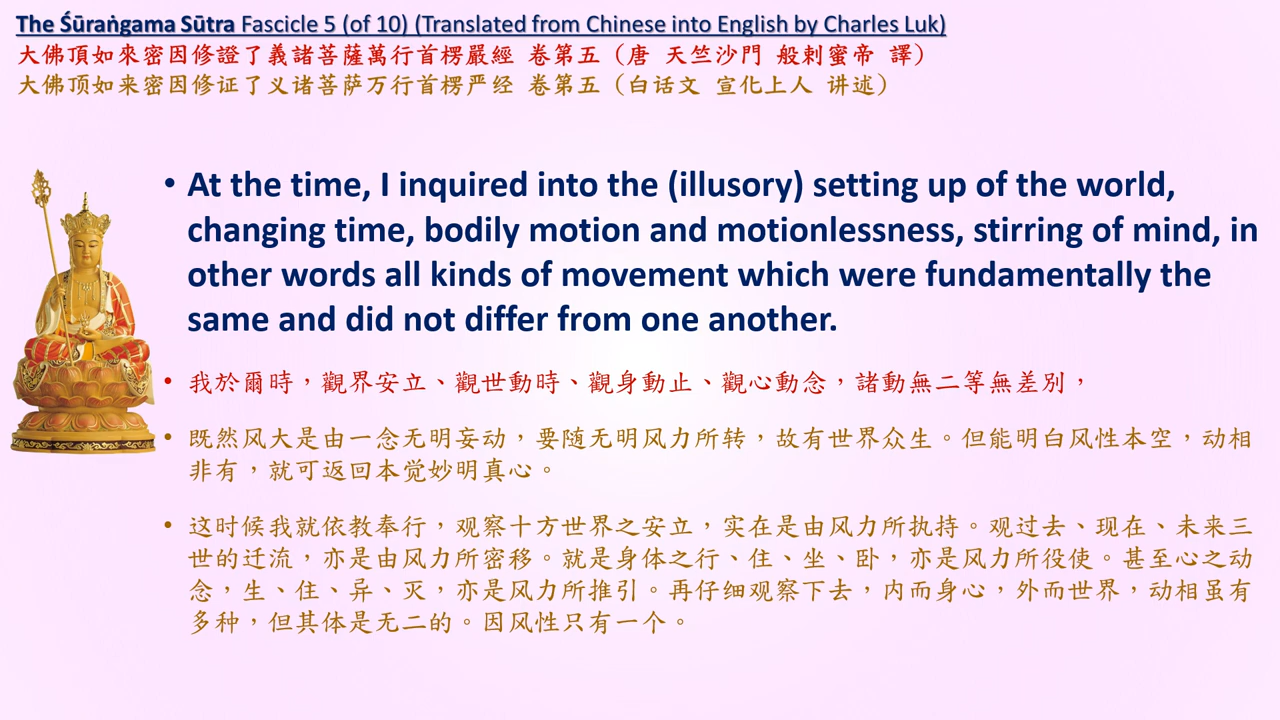 The Śūraṅgama Sūtra Fascicle 5 (of 10) (Translated from Chinese into English by Charles Luk)
大佛頂如來密因修證了義諸菩薩萬行首楞嚴經 卷第五（唐 天竺沙門 般剌蜜帝 譯）
大佛顶如来密因修证了义诸菩萨万行首楞严经 卷第五（白话文 宣化上人 讲述）
• At the time, I inquired into the (illusory) setting up of the world,
changing time, bodily motion and motionlessness, stirring of mind, in
other words all kinds of movement which were fundamentally the
same and did not differ from one another.
• 我於爾時，觀界安立、觀世動時、觀身動止、觀心動念，諸動無二等無差別，
• 既然风大是由一念无明妄动，要随无明风力所转，故有世界众生。但能明白风性本空，动相
非有，就可返回本觉妙明真心。
• 这时候我就依教奉行，观察十方世界之安立，实在是由风力所执持。观过去、现在、未来三
世的迁流，亦是由风力所密移。就是身体之行、住、坐、卧，亦是风力所役使。甚至心之动
念，生、住、异、灭，亦是风力所推引。再仔细观察下去，内而身心，外而世界，动相虽有
多种，但其体是无二的。因风性只有一个。